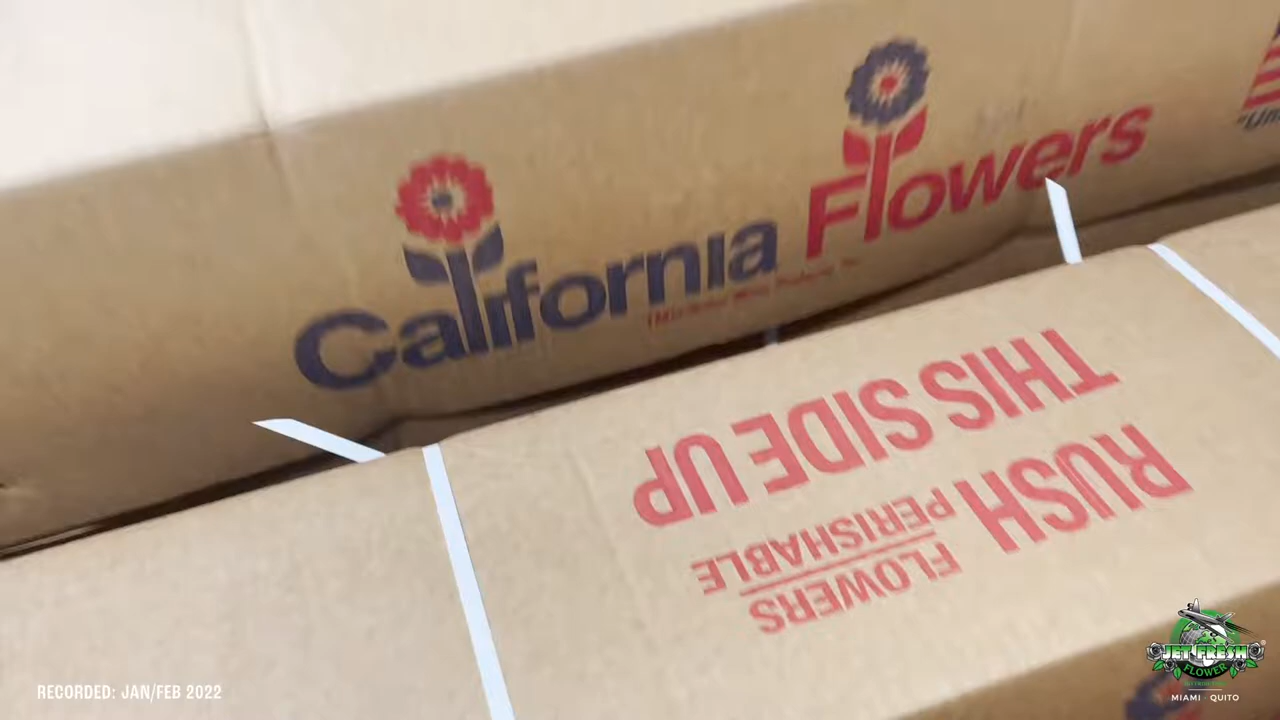 California Flowers
THIS SIDE UP
RUSH
PERISHABLE
FLOWERS
RECORDED: JAN/FEB 2022
JET FRESH
FLOWER
MIAMI QUITO